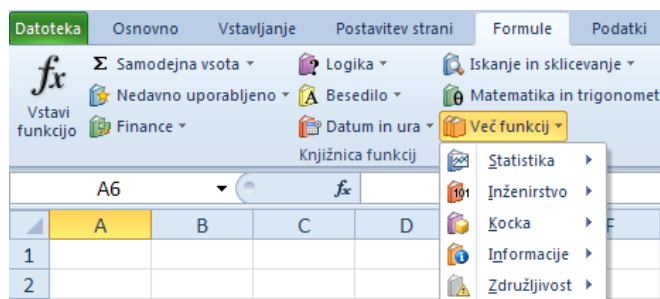 Datoteka Osnovno Vstavljanje Postavitev strani Formule Podatki
fx Σ Samodejna vsota Logika Iskanje in sklicevanje
Vstavi funkcijo Nedavno uporabljeno Besedilo Matematika in trigonomet
Finance Datum in ura Več funkcij
Knjižnica funkcij
Statistika
Inženirstvo
Kocka
Informacije
Združljivost
A6 fx
A B C D F
1
2